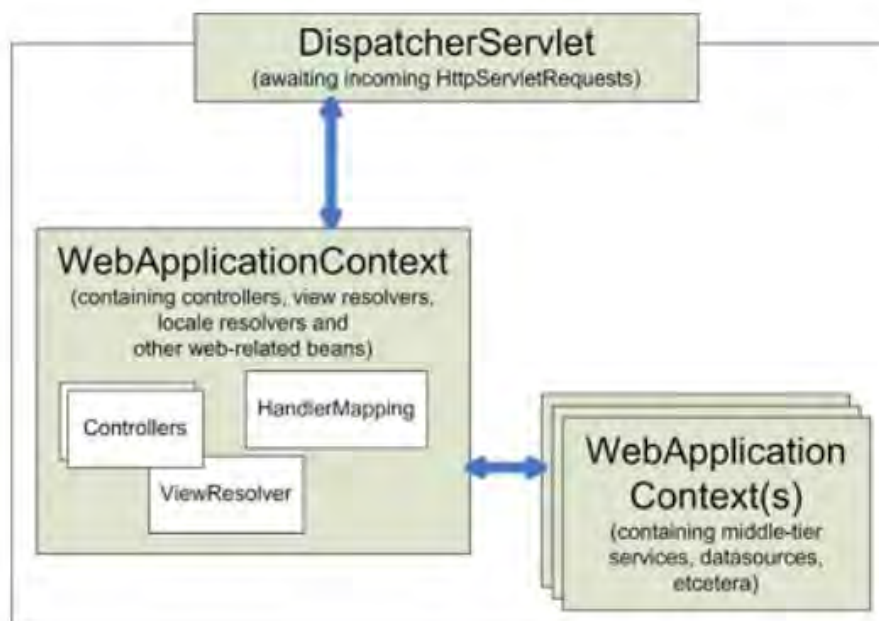 DispatcherServlet
(awaiting incoming HttpServletRequests)
WebApplicationContext
(containing controllers, view resolvers,
locale resolvers and
other web-related beans)
Controllers
HandlerMapping
ViewResolver
WebApplication
Context(s)
(containing middle-tier
services, datasources,
etcetera)